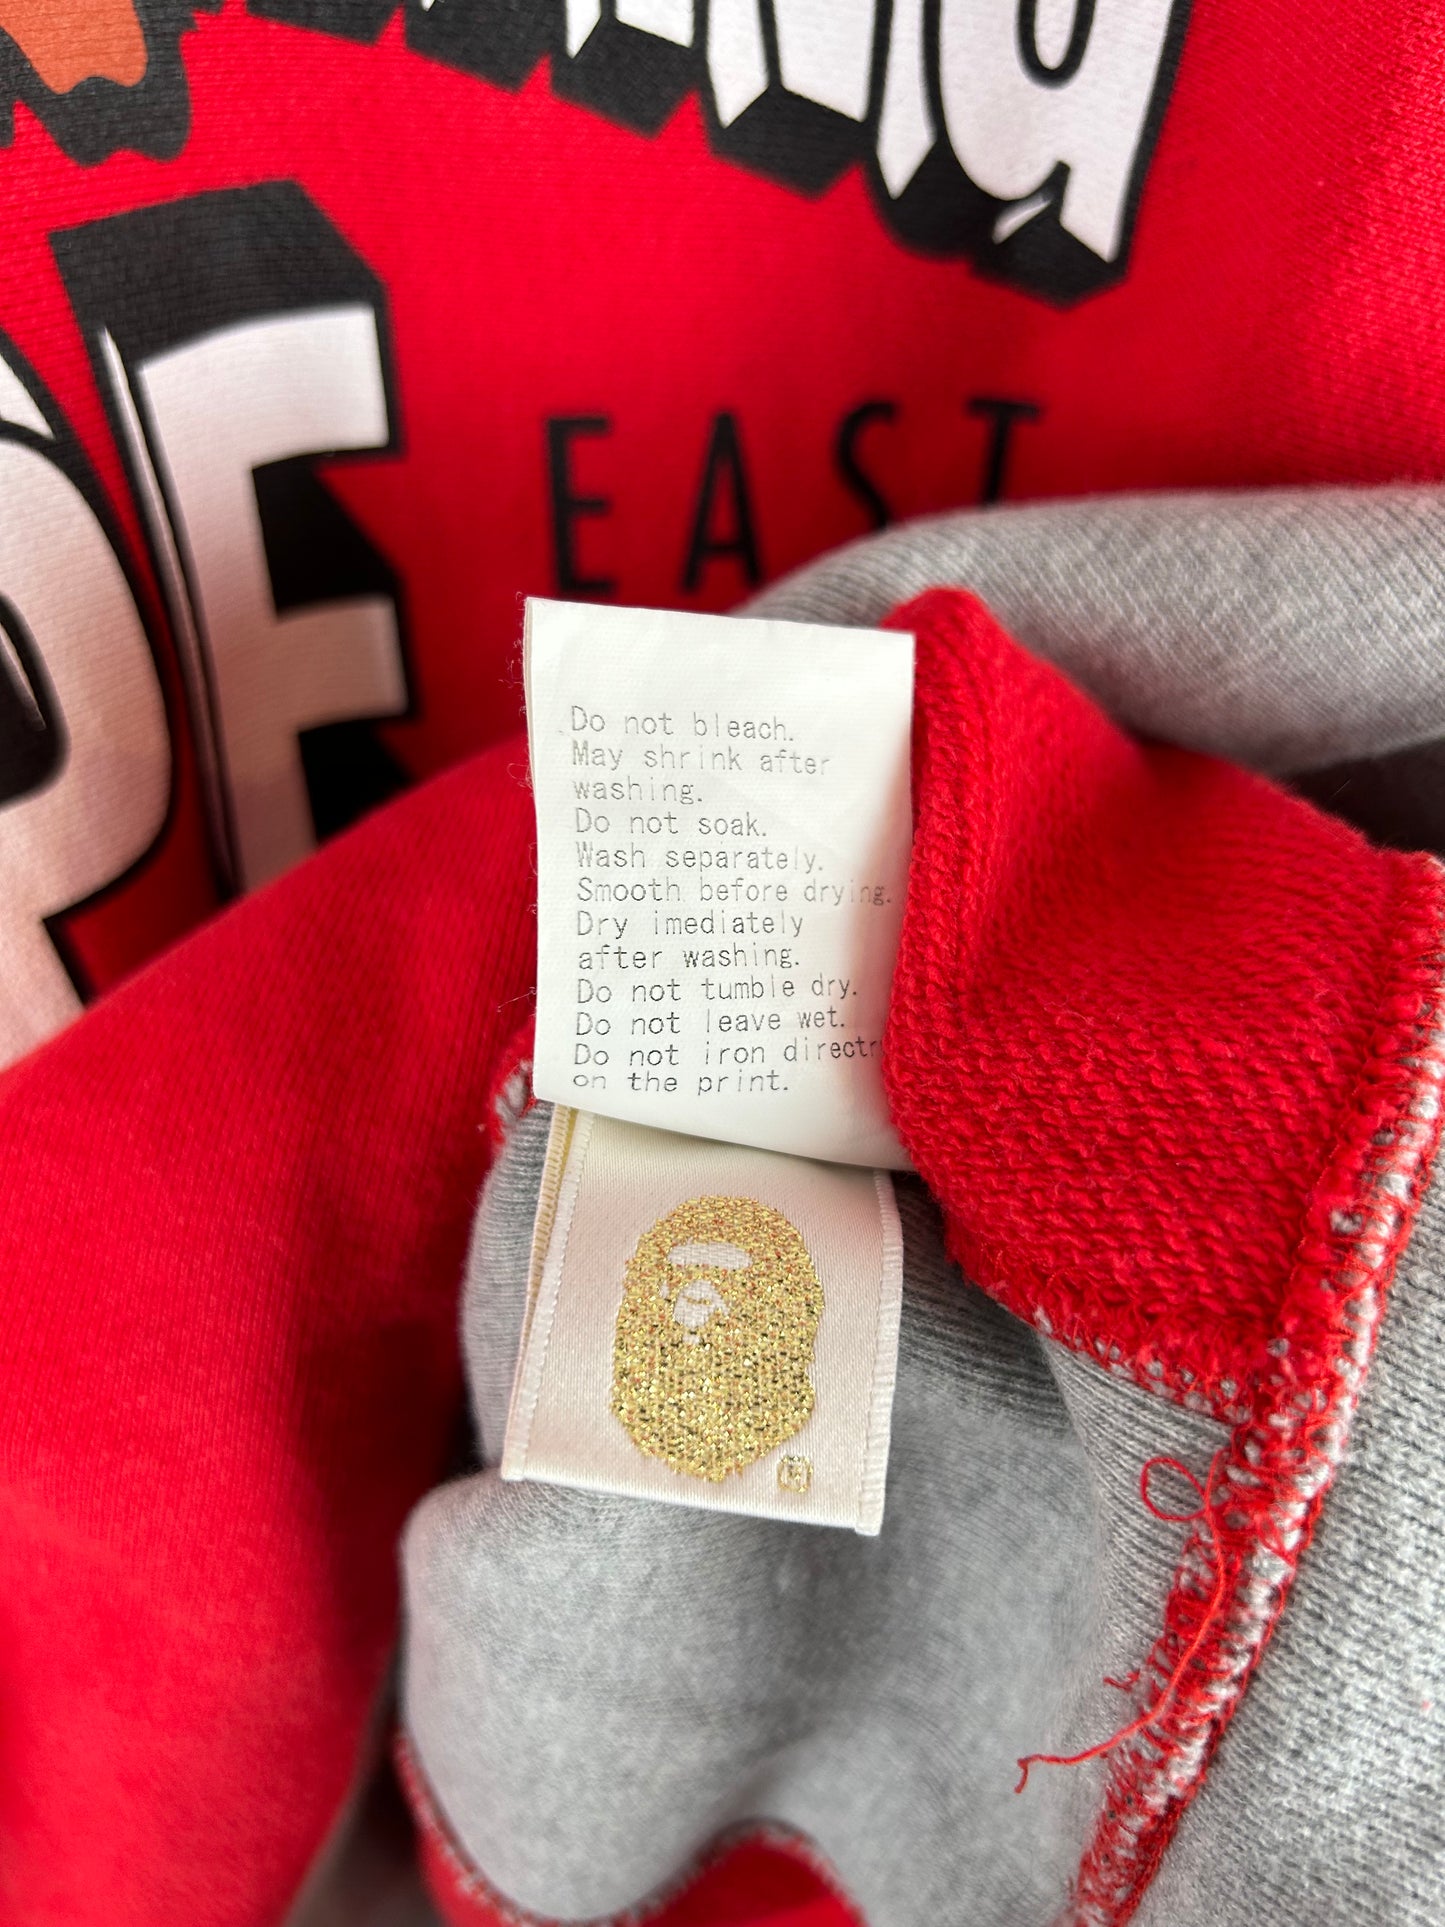 EAST
Do not bleach.
May shrink after
washing.
Do not soak.
Wash separately.
Smooth before drying.
Dry imediately
after washing.
Do not tumble dry.
Do not leave wet.
Do not iron directr
on the print.